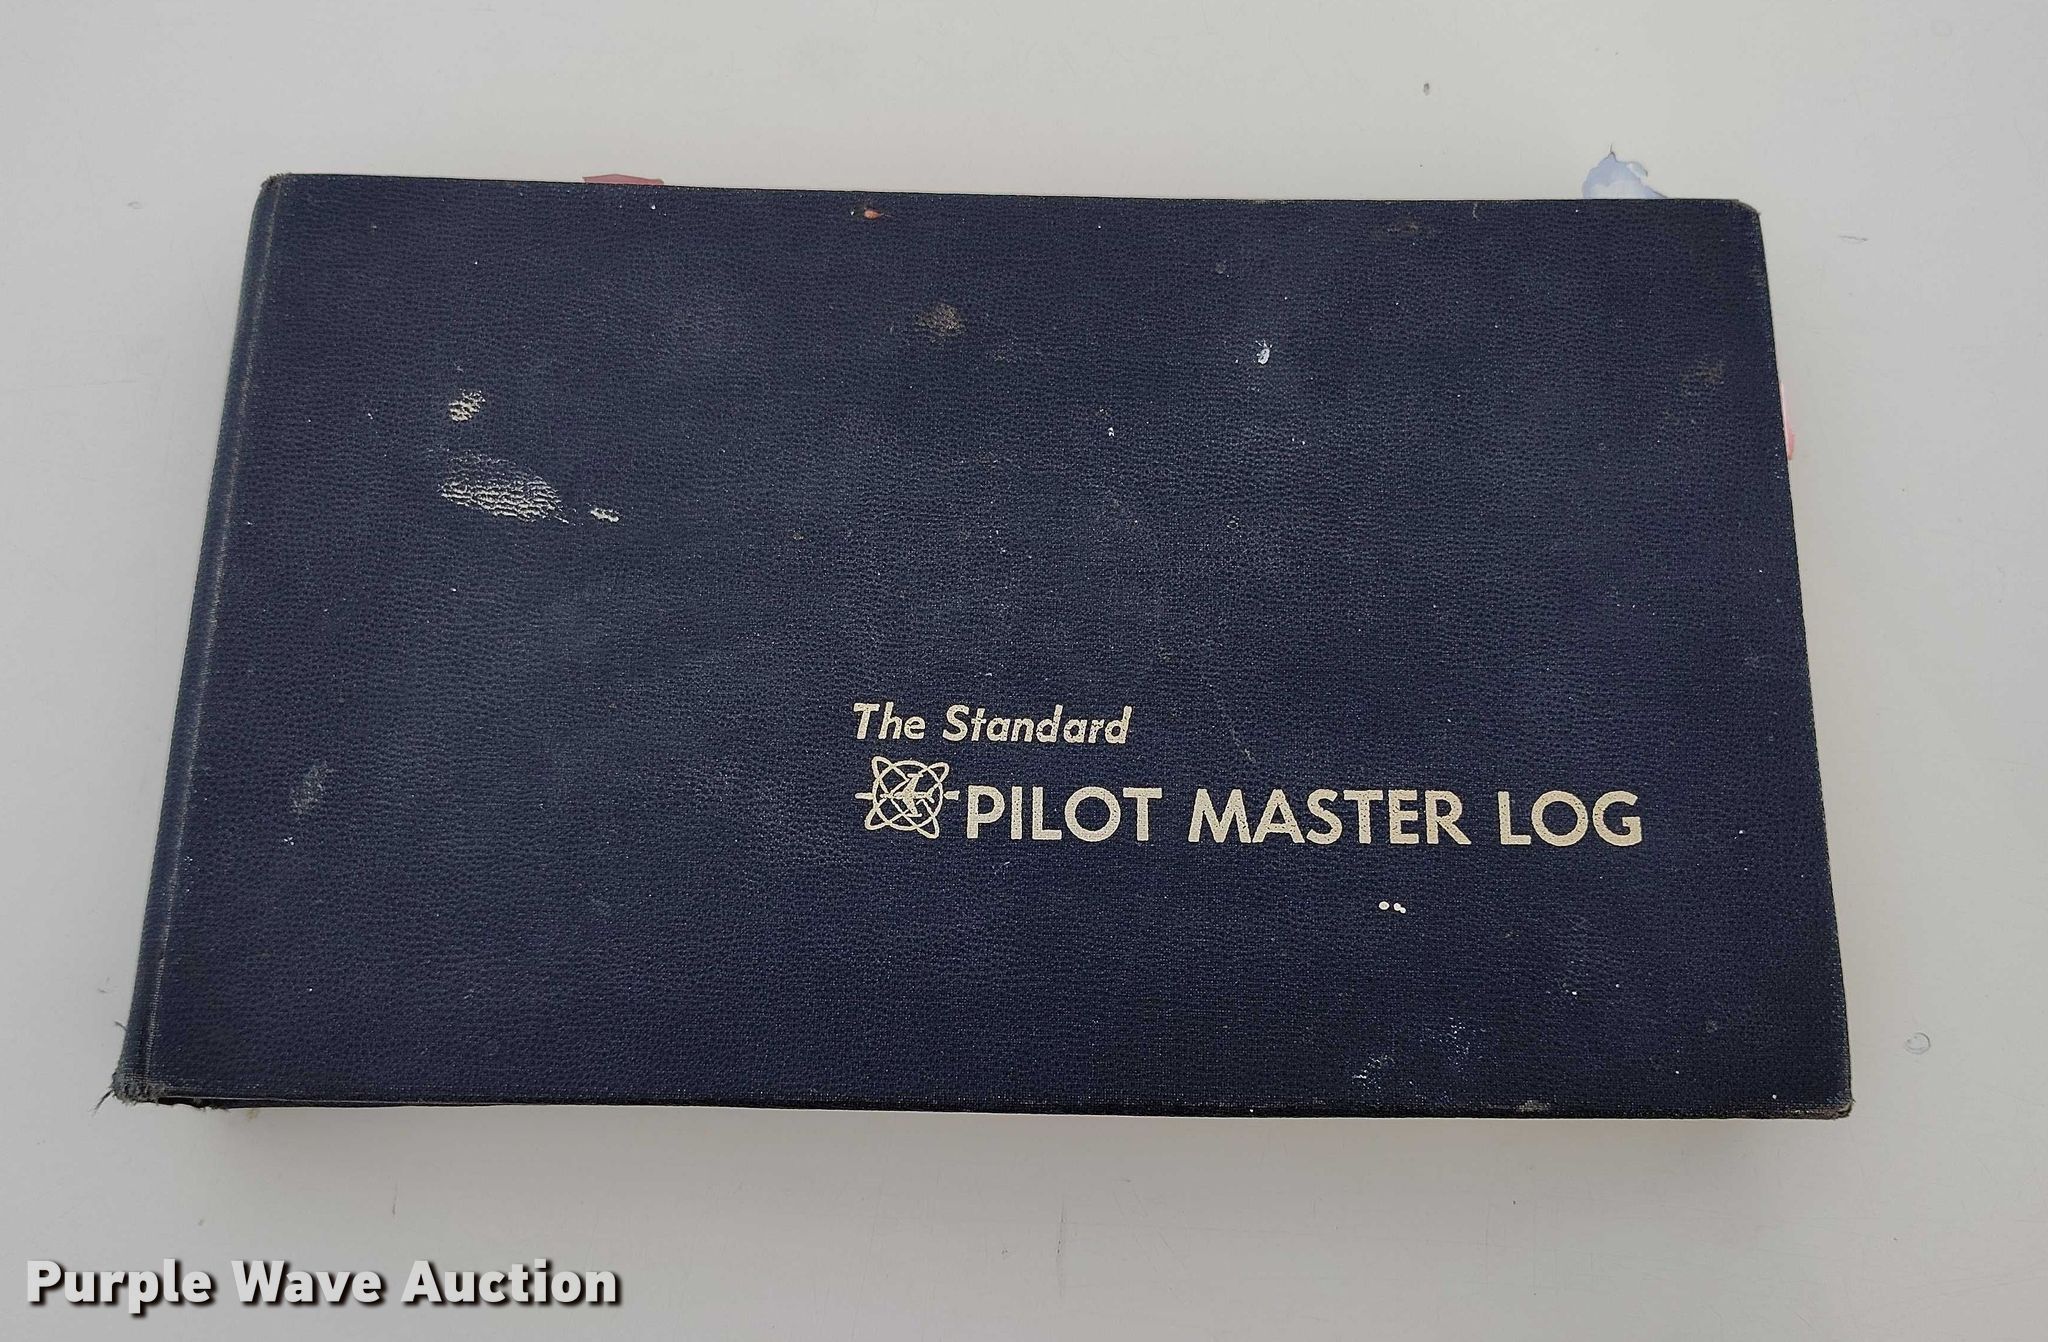 The Standard
PILOT MASTER LOG
Purple Wave Auction